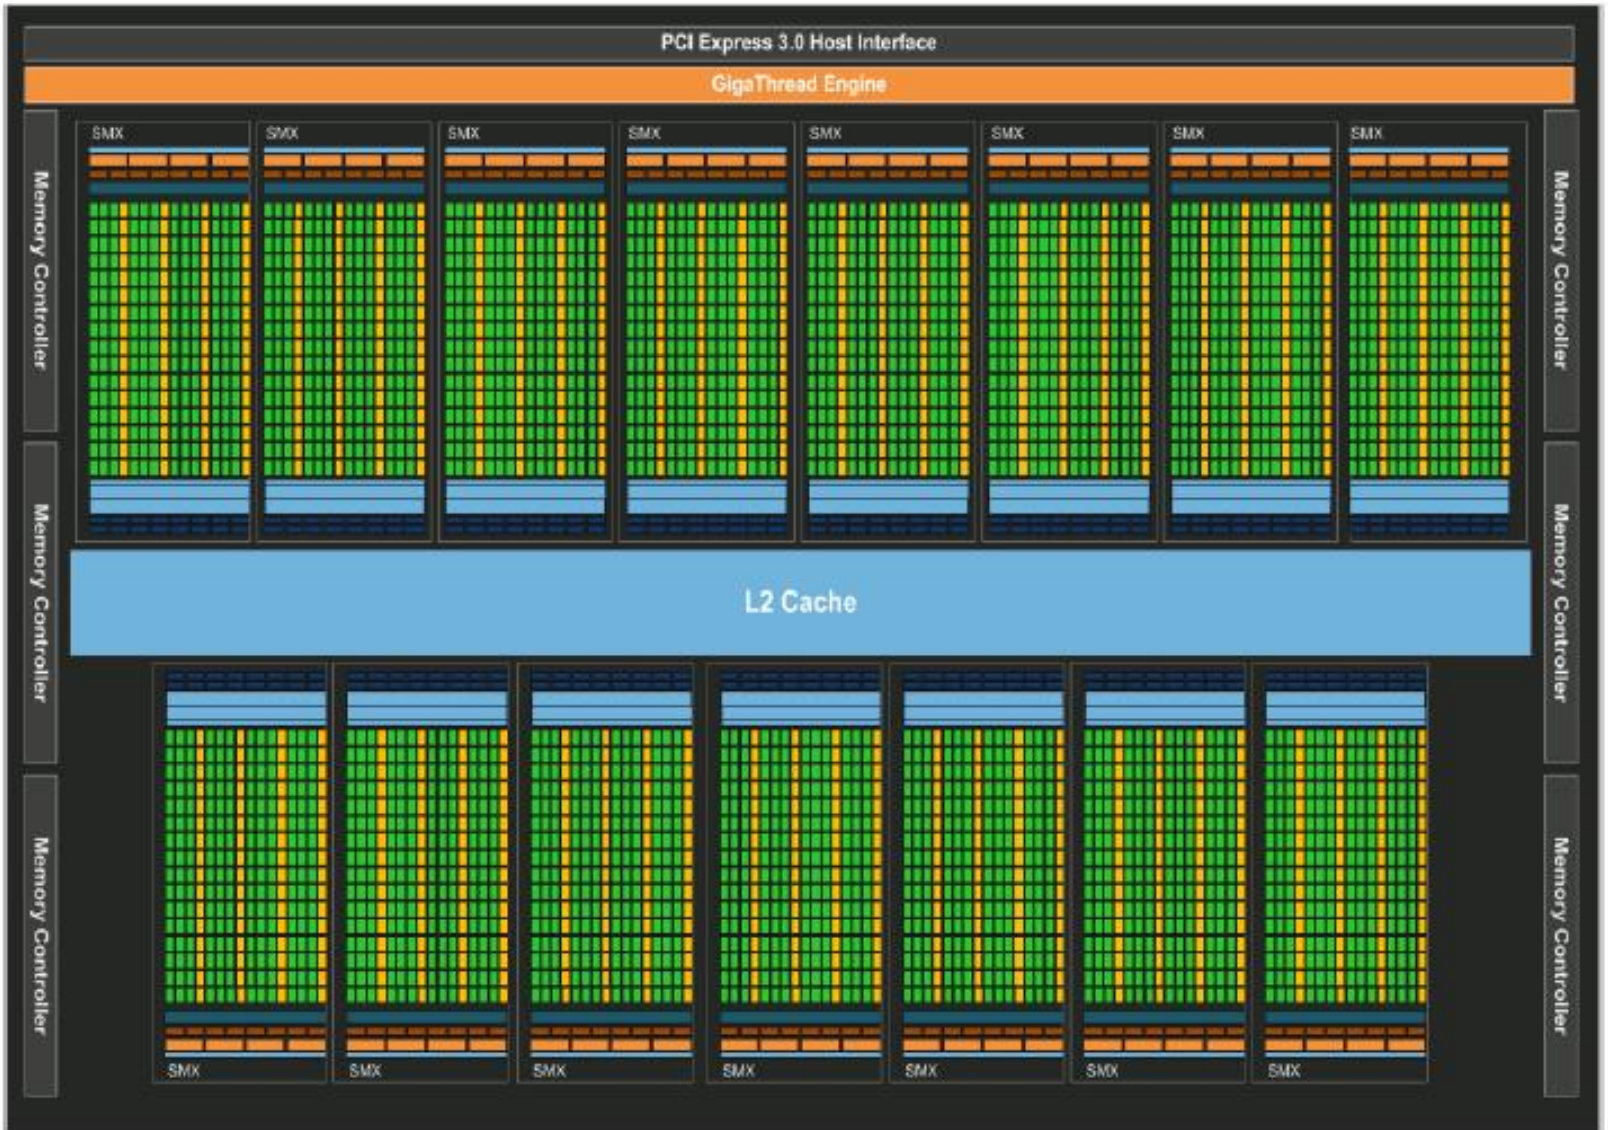 PCI Express 3.0 Host Interface
GigaThread Engine
SMX SMX SMX SMX SMX SMX SMX SMX
Memory Controller
Memory Controller
Memory Controller
L2 Cache
Memory Controller
Memory Controller
Memory Controller
SMX SMX SMX SMX SMX SMX SMX